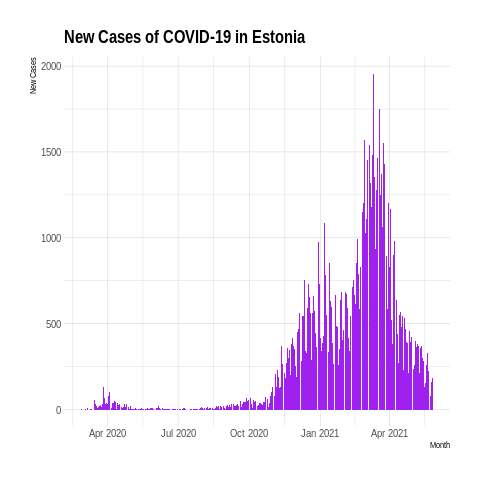 New Cases of COVID-19 in Estonia
New Cases
2000
1500
1000
500
0
Apr 2020 Jul 2020 Oct 2020 Jan 2021 Apr 2021
Month